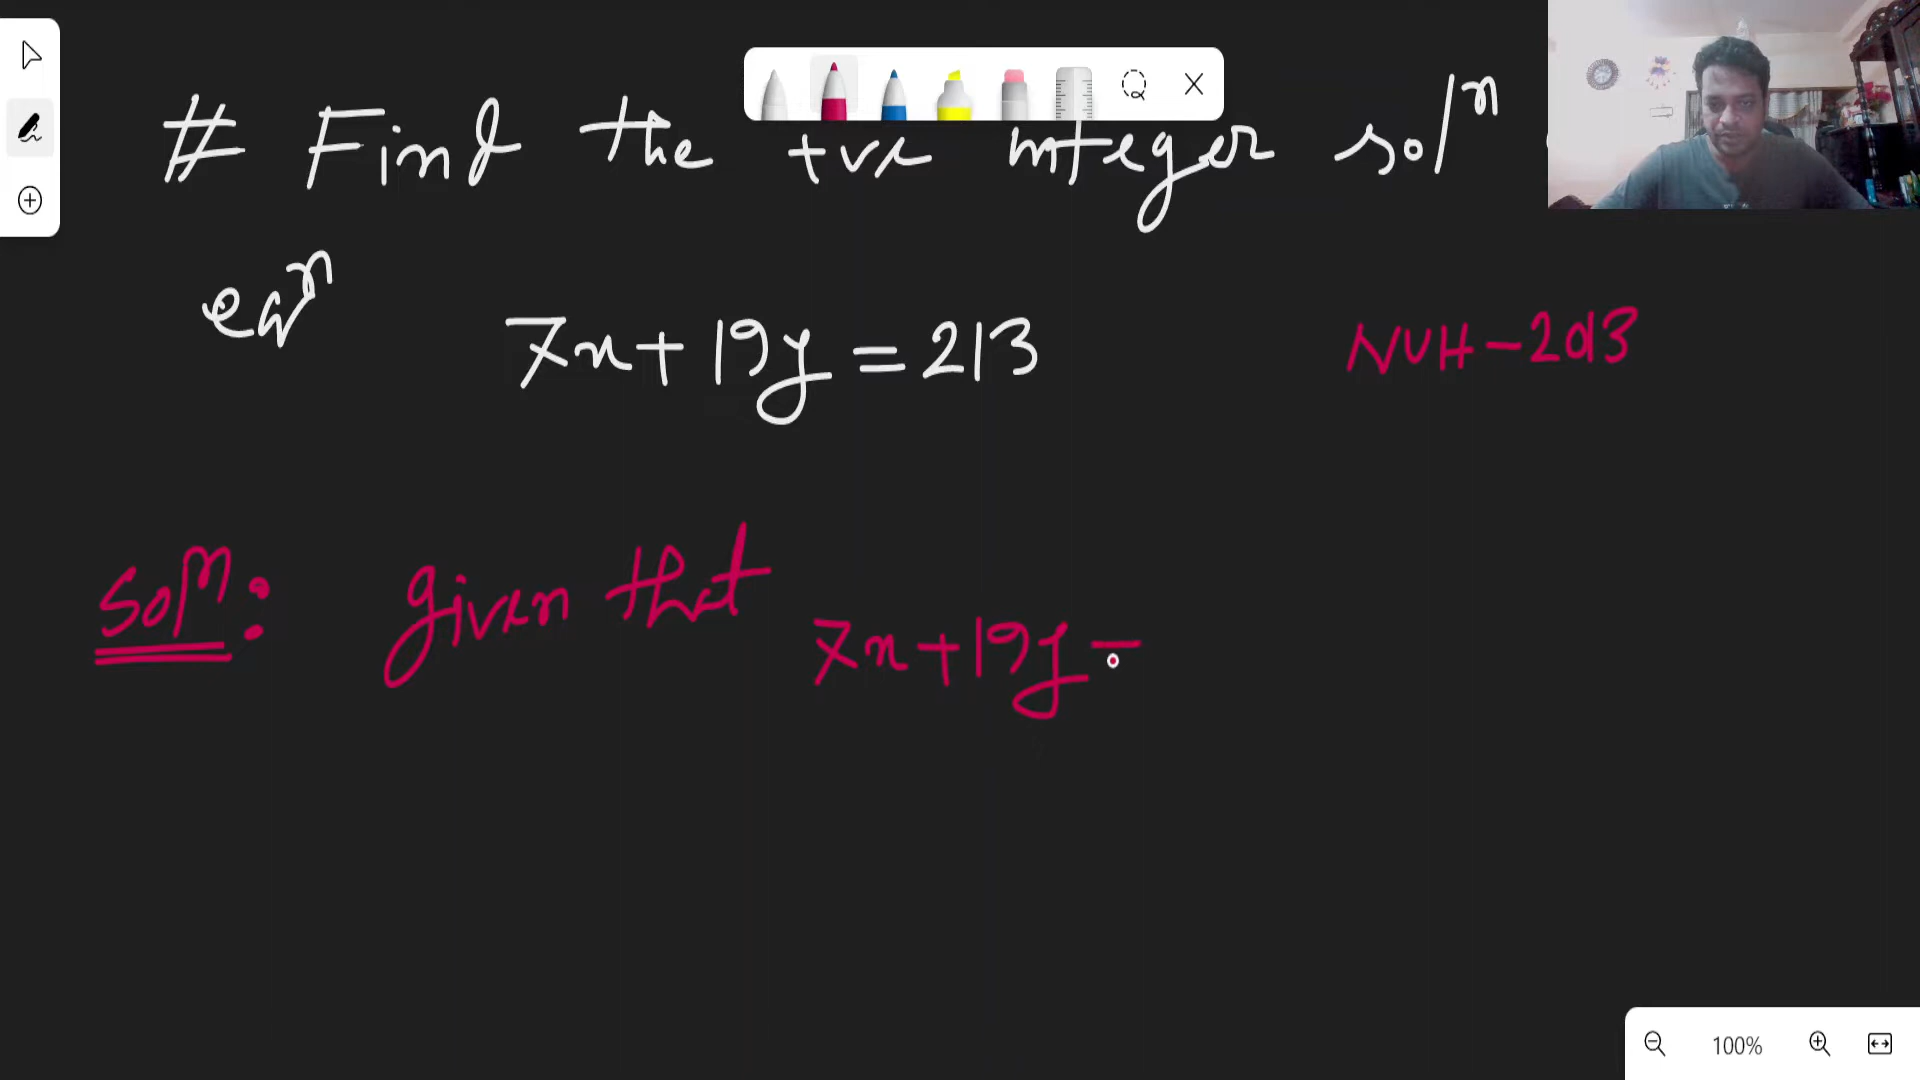 # Find the +ve integer solⁿ
eqⁿ
7x + 19y = 213
NUH - 2013
Solⁿ: given that
7x + 19y =
100%